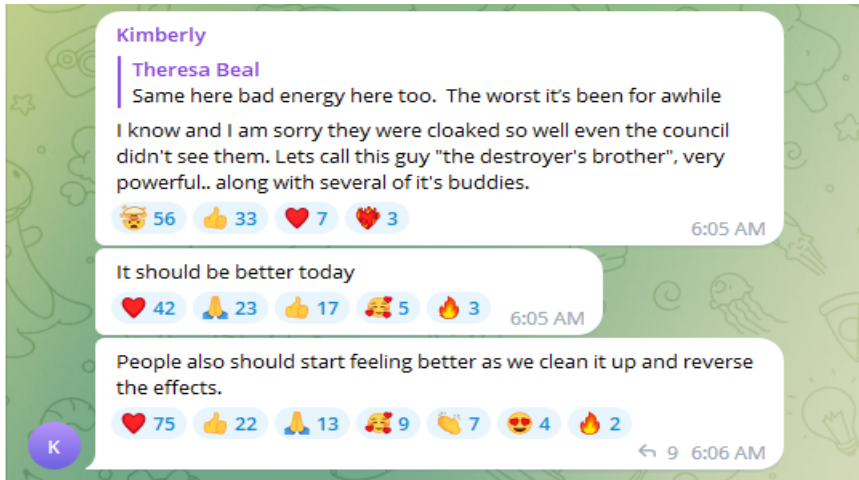 Kimberly
Theresa Beal
Same here bad energy here too.  The worst it's been for awhile
I know and I am sorry they were cloaked so well even the council
didn't see them. Lets call this guy "the destroyer's brother", very
powerful.. along with several of it's buddies.
56 33 7 3
6:05 AM
It should be better today
42 23 17 5 3
6:05 AM
People also should start feeling better as we clean it up and reverse
the effects.
75 22 13 9 7 4 2
K
9 6:06 AM